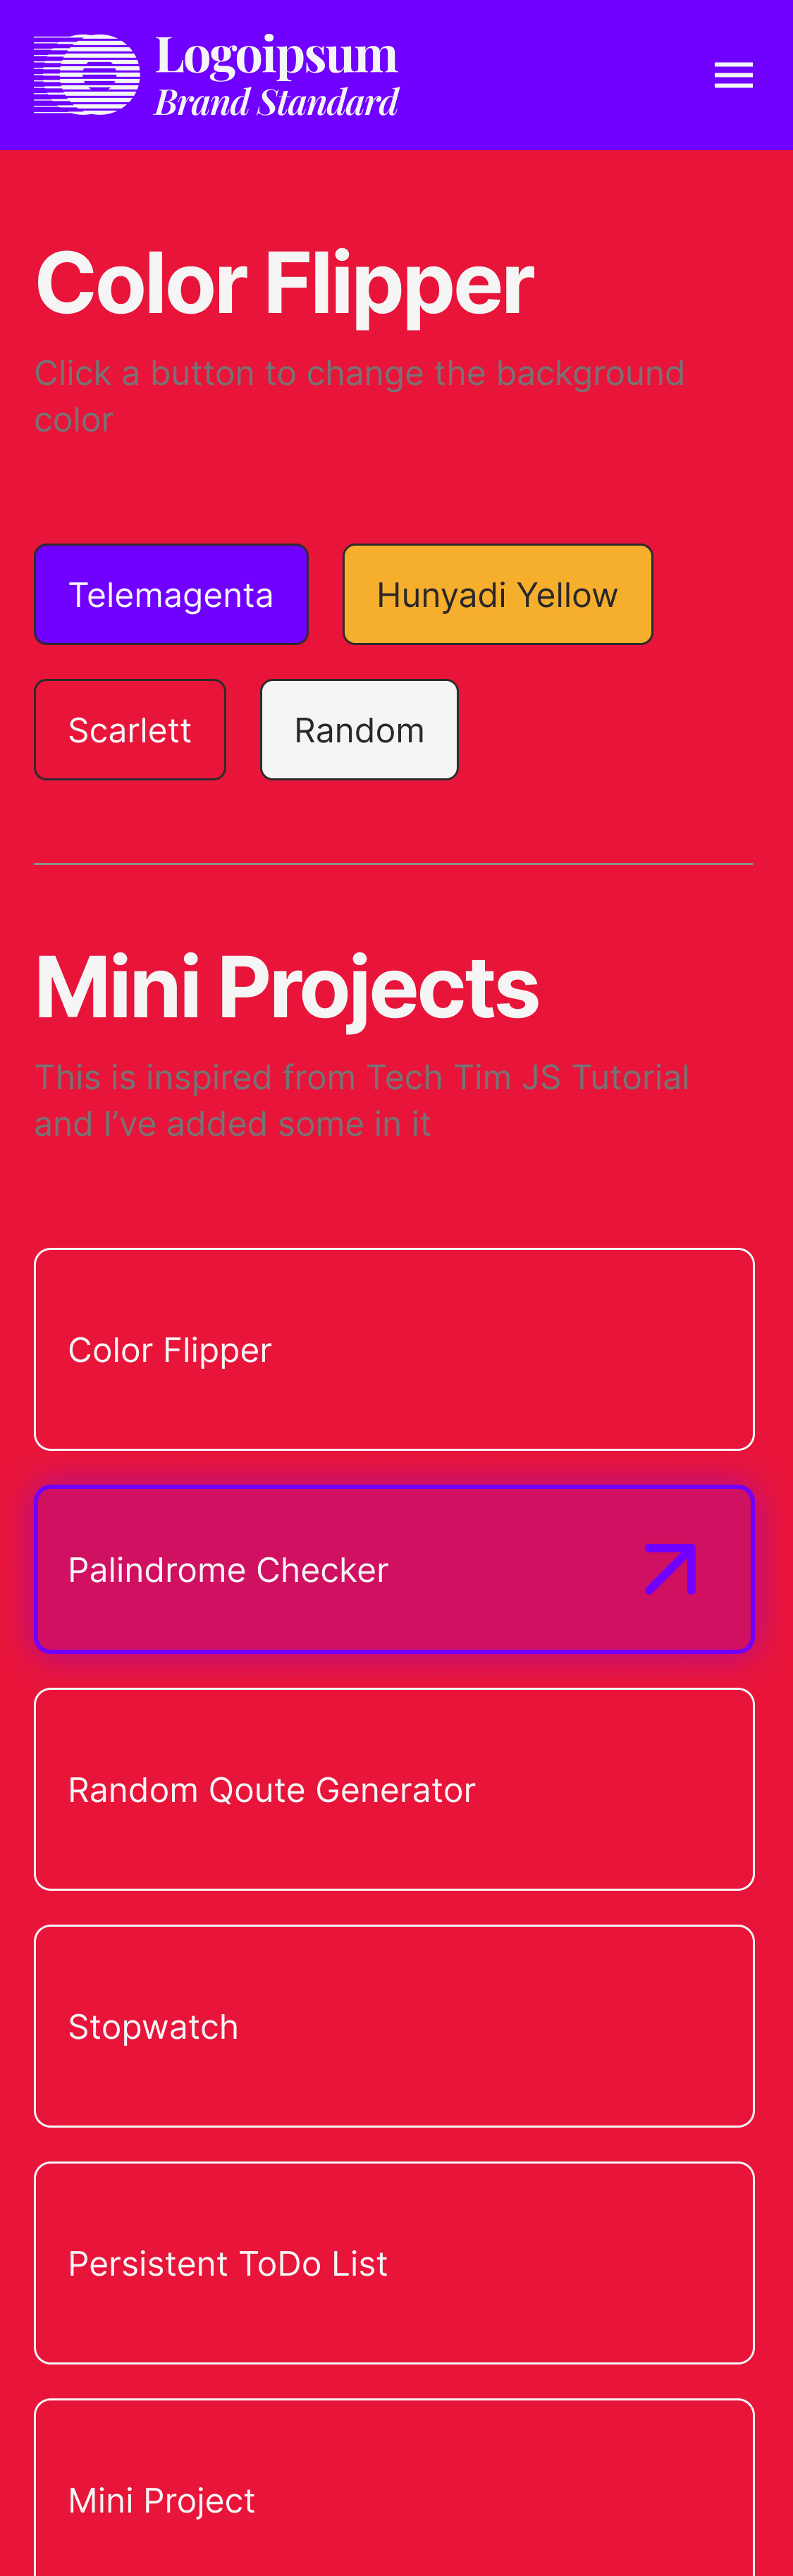 Logoipsum
Brand Standard
Color Flipper
Click a button to change the background
color
Telemagenta
Hunyadi Yellow
Scarlett
Random
Mini Projects
This is inspired from Tech Tim JS Tutorial
and I’ve added some in it
Color Flipper
Palindrome Checker
Random Qoute Generator
Stopwatch
Persistent ToDo List
Mini Project